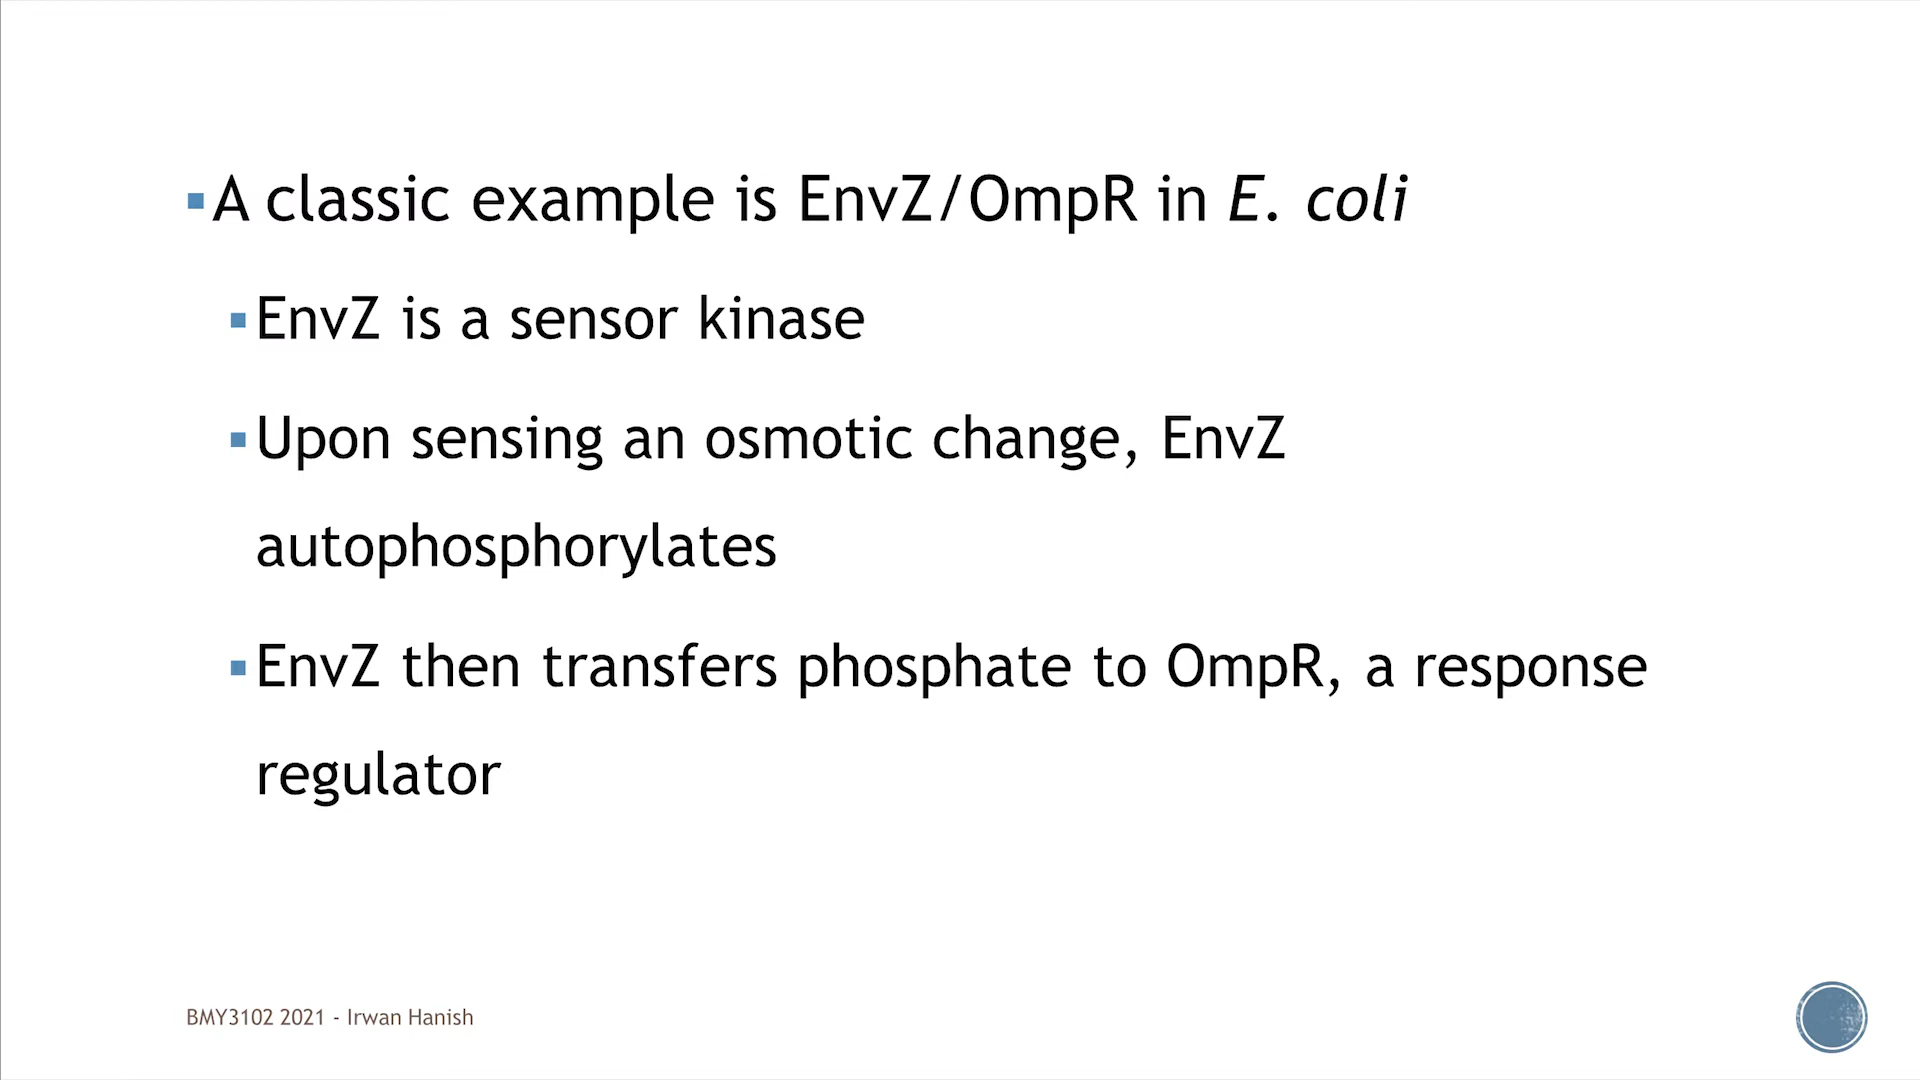 ▪A classic example is EnvZ/OmpR in E. coli
▪EnvZ is a sensor kinase
▪Upon sensing an osmotic change, EnvZ
autophosphorylates
▪EnvZ then transfers phosphate to OmpR, a response
regulator
BMY3102 2021 - Irwan Hanish